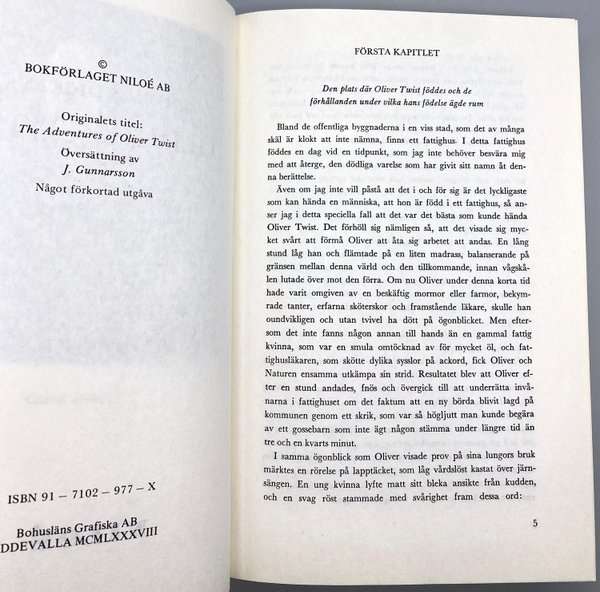 ©
BOKFÖRLAGET NILOÉ AB
Originalets titel:
The Adventures of Oliver Twist
Översättning av
J. Gunnarsson
Något förkortad utgåva
ISBN 91 – 7102 – 977 – X
Bohusläns Grafiska AB
DDEVALLA MCMLXXXVIII
FÖRSTA KAPITLET
Den plats där Oliver Twist föddes och de
förhållanden under vilka hans födelse ägde rum
Bland de offentliga byggnaderna i en viss stad, som det av många
skäl är klokt att inte nämna, finns ett fattighus. I detta fattighus
föddes en dag vid en tidpunkt, som jag inte behöver besvära mig
med att återge, den dödliga varelse som har givit sitt namn åt den-
na berättelse.
Även om jag inte vill påstå att det i och för sig är det lyckligaste
som kan hända en människa, att hon är född i ett fattighus, så an-
ser jag i detta speciella fall att det var det bästa som kunde hända
Oliver Twist. Det förhöll sig nämligen så, att det visade sig myc-
ket svårt att förmå Oliver att åta sig arbetet att andas. En lång
stund låg han och flämtade på en liten madrass, balanserande på
gränsen mellan denna värld och den tillkommande, innan vågskå-
len lutade över mot den förra. Om nu Oliver under denna korta tid
hade varit omgiven av en beskäftig mormor eller farmor, bekym-
rade tanter, erfarna sköterskor och framstående läkare, skulle han
oundvikligen och utan tvivel ha dött på ögonblicket. Men efter-
som det inte fanns någon annan till hands än en gammal fattig
kvinna, som var en smula omtöcknad av för mycket öl, och fat-
tighusläkaren, som skötte dylika sysslor på ackord, fick Oliver och
Naturen ensamma utkämpa sin strid. Resultatet blev att Oliver ef-
ter en stund andades, fnös och övergick till att underrätta invå-
narna i fattighuset om det faktum att en ny börda blivit lagd på
kommunen genom ett skrik, som var så högljutt man kunde begära
av ett gossebarn som inte ägt någon stämma under längre tid än
tre och en kvarts minut.
I samma ögonblick som Oliver visade prov på sina lungors bruk
märktes en rörelse på lapptäcket, som låg vårdslöst kastat över järn-
sängen. En ung kvinna lyfte matt sitt bleka ansikte från kudden,
och en svag röst stammade med svårighet fram dessa ord:
5